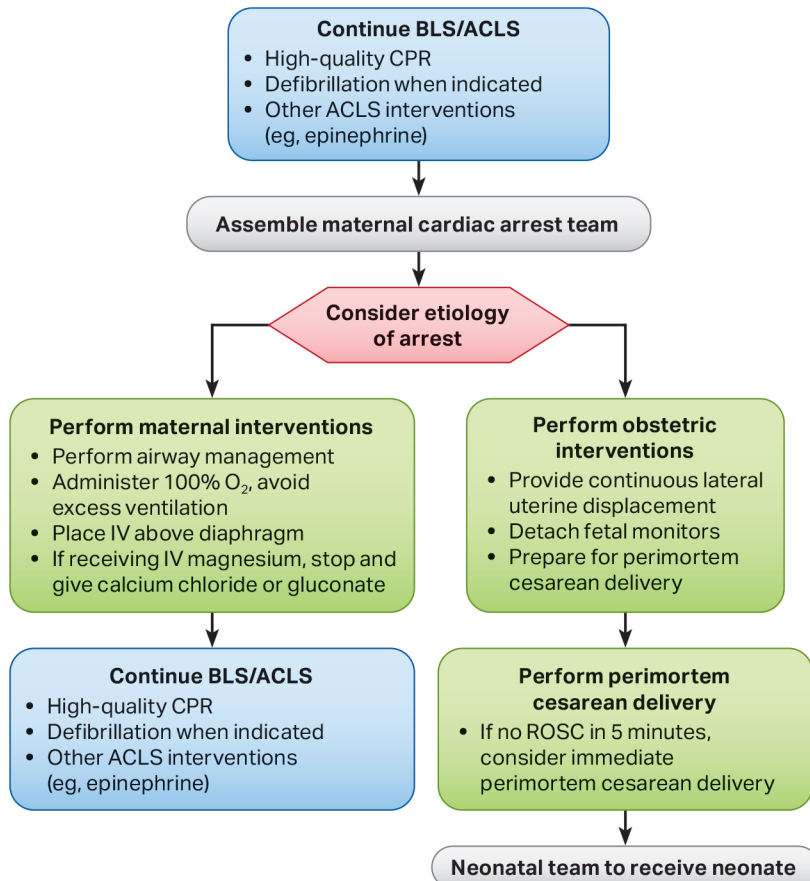 Continue BLS/ACLS
• High-quality CPR
• Defibrillation when indicated
• Other ACLS interventions
(eg, epinephrine)
Assemble maternal cardiac arrest team
Consider etiology
of arrest
Perform maternal interventions
• Perform airway management
• Administer 100% O₂, avoid
excess ventilation
• Place IV above diaphragm
• If receiving IV magnesium, stop and
give calcium chloride or gluconate
Continue BLS/ACLS
• High-quality CPR
• Defibrillation when indicated
• Other ACLS interventions
(eg, epinephrine)
Perform obstetric
interventions
• Provide continuous lateral
uterine displacement
• Detach fetal monitors
• Prepare for perimortem
cesarean delivery
Perform perimortem
cesarean delivery
• If no ROSC in 5 minutes,
consider immediate
perimortem cesarean delivery
Neonatal team to receive neonate